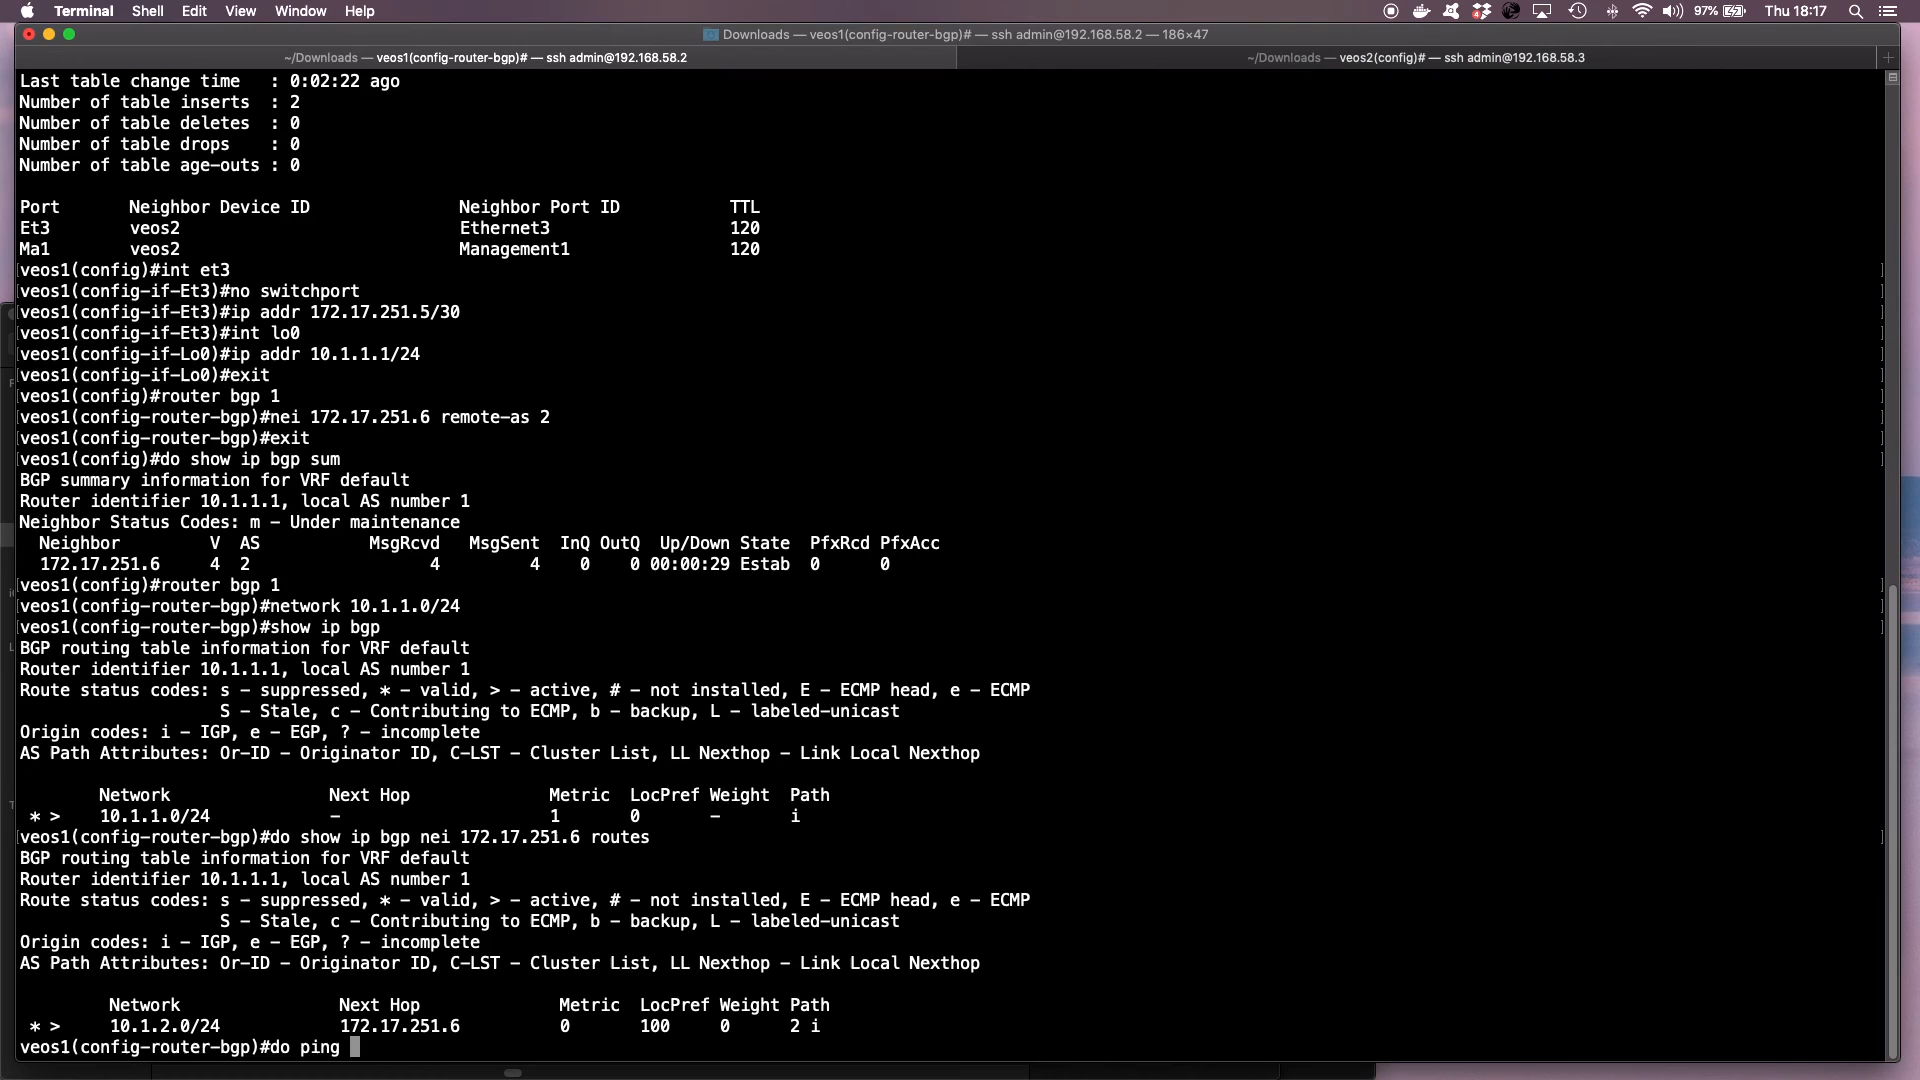 Terminal Shell Edit View Window Help 4 97% Thu 18:17
Downloads — veos1(config-router-bgp)# — ssh admin@192.168.58.2 — 186×47
~/Downloads — veos1(config-router-bgp)# — ssh admin@192.168.58.2 ~/Downloads — veos2(config)# — ssh admin@192.168.58.3 +
Last table change time   : 0:02:22 ago
Number of table inserts  : 2
Number of table deletes  : 0
Number of table drops    : 0
Number of table age-outs : 0
Port       Neighbor Device ID               Neighbor Port ID           TTL
Et3        veos2                            Ethernet3                  120
Ma1        veos2                            Management1                120
[veos1(config)#int et3 ]
[veos1(config-if-Et3)#no switchport ]
[veos1(config-if-Et3)#ip addr 172.17.251.5/30 ]
[veos1(config-if-Et3)#int lo0 ]
[veos1(config-if-Lo0)#ip addr 10.1.1.1/24 ]
[veos1(config-if-Lo0)#exit ]
[veos1(config)#router bgp 1 ]
[veos1(config-router-bgp)#nei 172.17.251.6 remote-as 2 ]
[veos1(config-router-bgp)#exit ]
[veos1(config)#do show ip bgp sum ]
BGP summary information for VRF default
Router identifier 10.1.1.1, local AS number 1
Neighbor Status Codes: m - Under maintenance
  Neighbor         V  AS           MsgRcvd   MsgSent  InQ OutQ  Up/Down State  PfxRcd PfxAcc
  172.17.251.6     4  2                  4         4    0    0 00:00:29 Estab  0      0
[veos1(config)#router bgp 1 ]
[veos1(config-router-bgp)#network 10.1.1.0/24 ]
[veos1(config-router-bgp)#show ip bgp ]
BGP routing table information for VRF default
Router identifier 10.1.1.1, local AS number 1
Route status codes: s - suppressed, * - valid, > - active, # - not installed, E - ECMP head, e - ECMP
                    S - Stale, c - Contributing to ECMP, b - backup, L - labeled-unicast
Origin codes: i - IGP, e - EGP, ? - incomplete
AS Path Attributes: Or-ID - Originator ID, C-LST - Cluster List, LL Nexthop - Link Local Nexthop
        Network                Next Hop              Metric  LocPref Weight  Path
 * >    10.1.1.0/24            -                     1       0       -       i
[veos1(config-router-bgp)#do show ip bgp nei 172.17.251.6 routes ]
BGP routing table information for VRF default
Router identifier 10.1.1.1, local AS number 1
Route status codes: s - suppressed, * - valid, > - active, # - not installed, E - ECMP head, e - ECMP
                    S - Stale, c - Contributing to ECMP, b - backup, L - labeled-unicast
Origin codes: i - IGP, e - EGP, ? - incomplete
AS Path Attributes: Or-ID - Originator ID, C-LST - Cluster List, LL Nexthop - Link Local Nexthop
         Network                Next Hop              Metric  LocPref Weight Path
 * >     10.1.2.0/24            172.17.251.6          0       100     0      2 i
veos1(config-router-bgp)#do ping